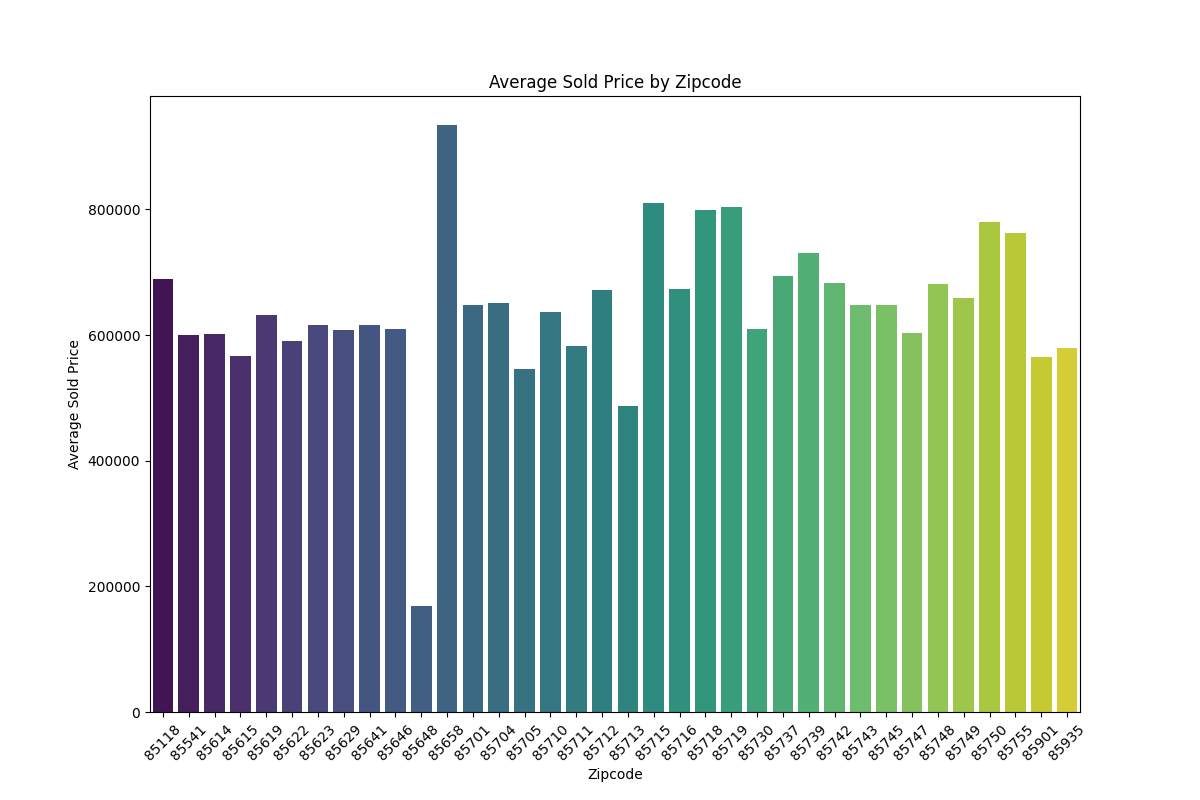 Average Sold Price by Zipcode
Average Sold Price
800000
600000
400000
200000
0
85118 85541 85614 85615 85619 85622 85623 85629 85641 85646 85648 85658 85701 85704 85705 85710 85711 85712 85713 85715 85716 85718 85719 85730 85737 85739 85742 85743 85745 85747 85748 85749 85750 85755 85901 85935
Zipcode